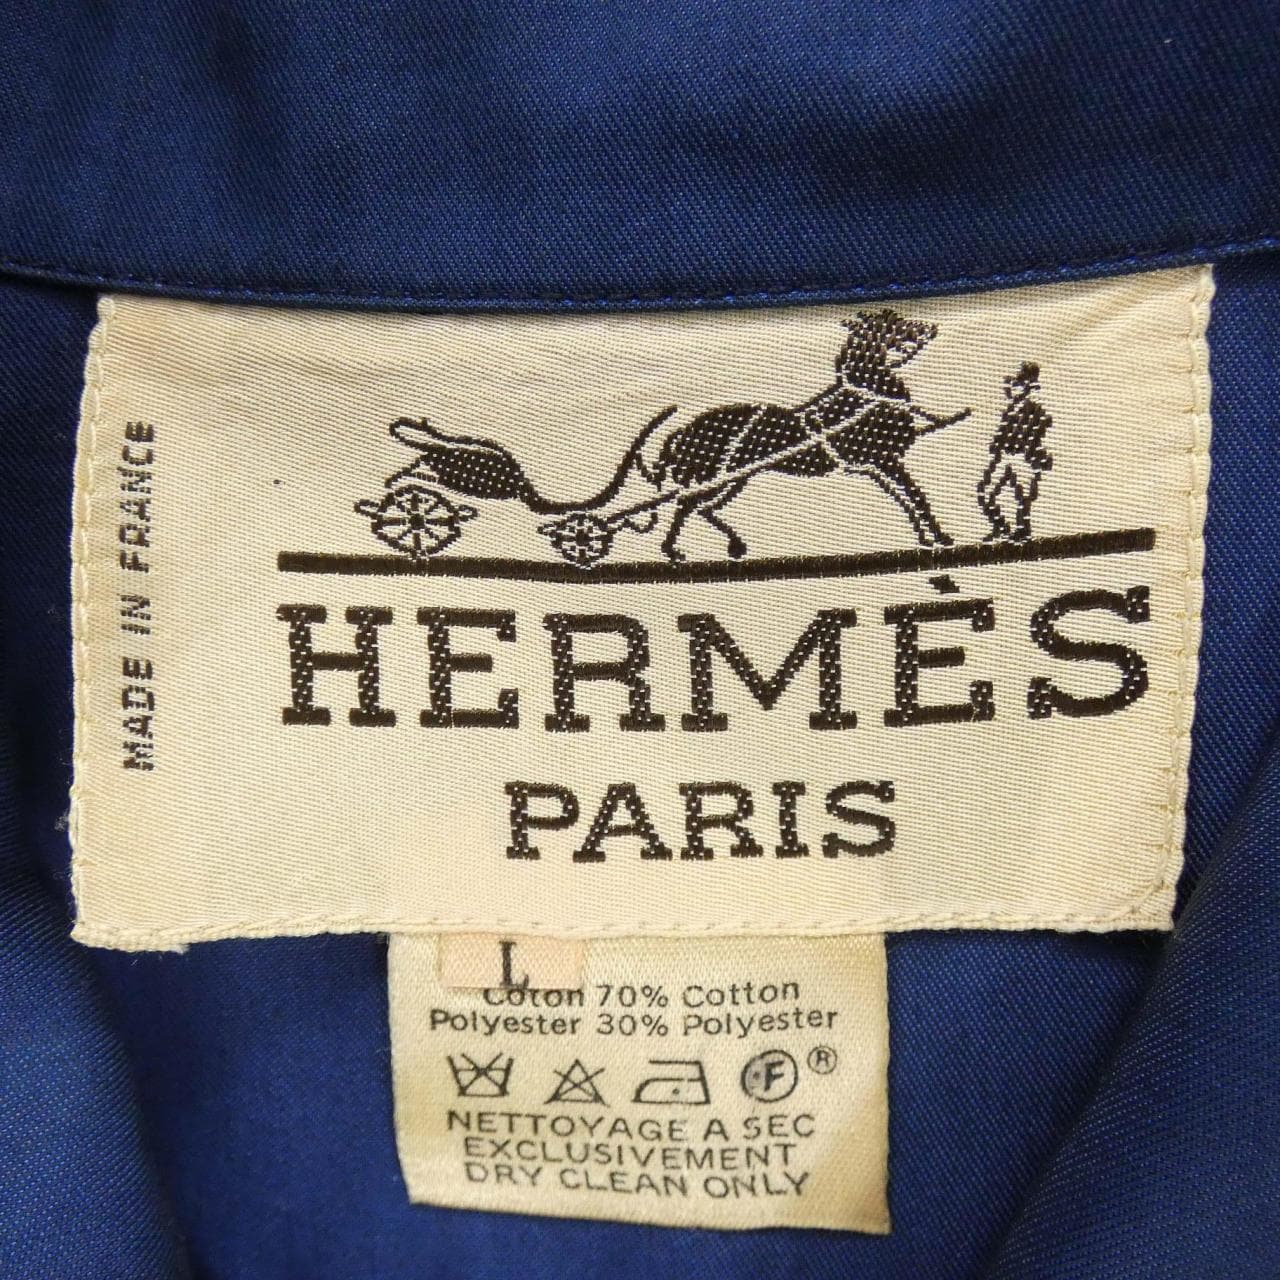 MADE IN FRANCE
HERMÈS
PARIS
L
Coton 70% Cotton
Polyester 30% Polyester
F ®
NETTOYAGE A SEC
EXCLUSIVEMENT
DRY CLEAN ONLY